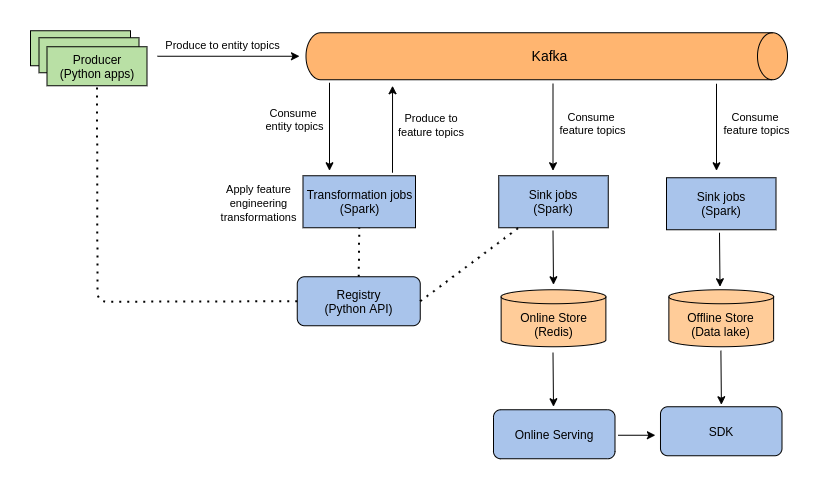 Produce to entity topics
Producer
(Python apps)
Kafka
Consume
entity topics
Produce to
feature topics
Consume
feature topics
Consume
feature topics
Apply feature
engineering
transformations
Transformation jobs
(Spark)
Sink jobs
(Spark)
Sink jobs
(Spark)
Registry
(Python API)
Online Store
(Redis)
Offline Store
(Data lake)
Online Serving
SDK